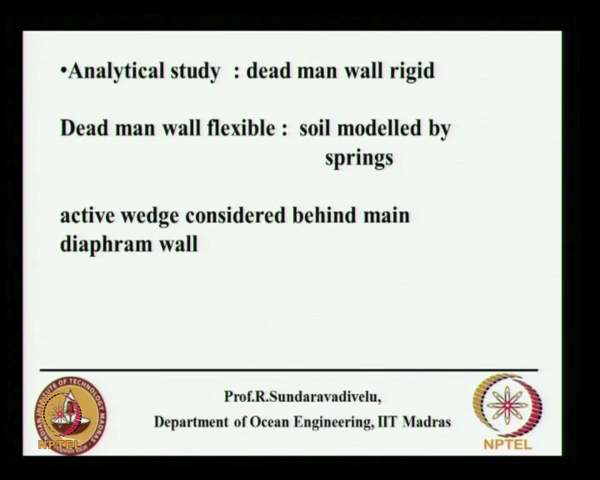 •Analytical study : dead man wall rigid
Dead man wall flexible : soil modelled by
springs
active wedge considered behind main
diaphram wall
Prof.R.Sundaravadivelu,
Department of Ocean Engineering, IIT Madras
NPTEL
NPTEL